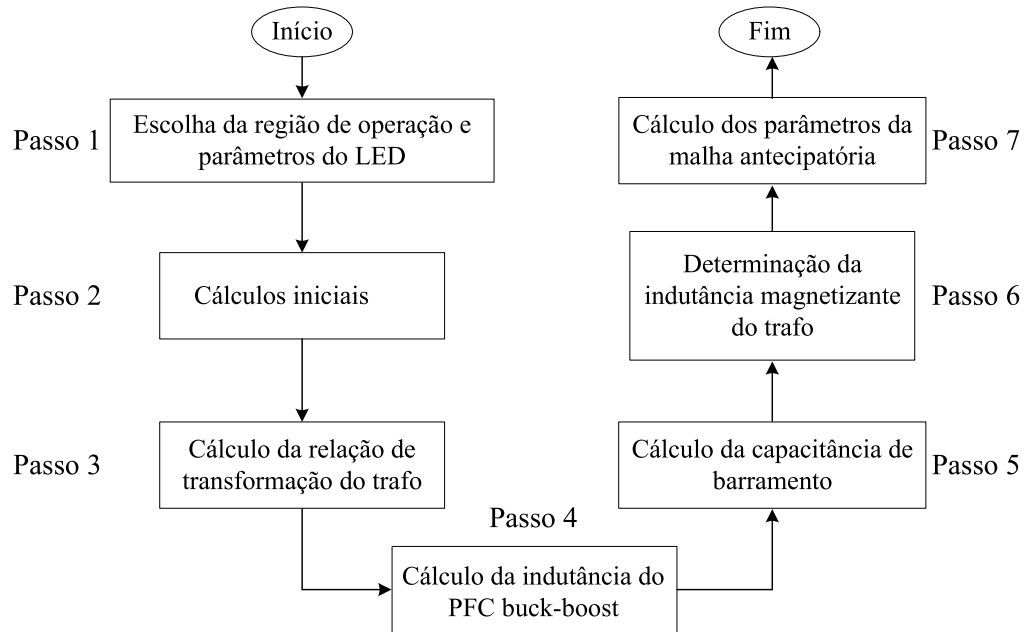 Início
Passo 1
Escolha da região de operação e
parâmetros do LED
Passo 2
Cálculos iniciais
Passo 3
Cálculo da relação de
transformação do trafo
Passo 4
Cálculo da indutância do
PFC buck-boost
Cálculo da capacitância de
barramento
Passo 5
Determinação da
indutância magnetizante
do trafo
Passo 6
Cálculo dos parâmetros da
malha antecipatória
Passo 7
Fim